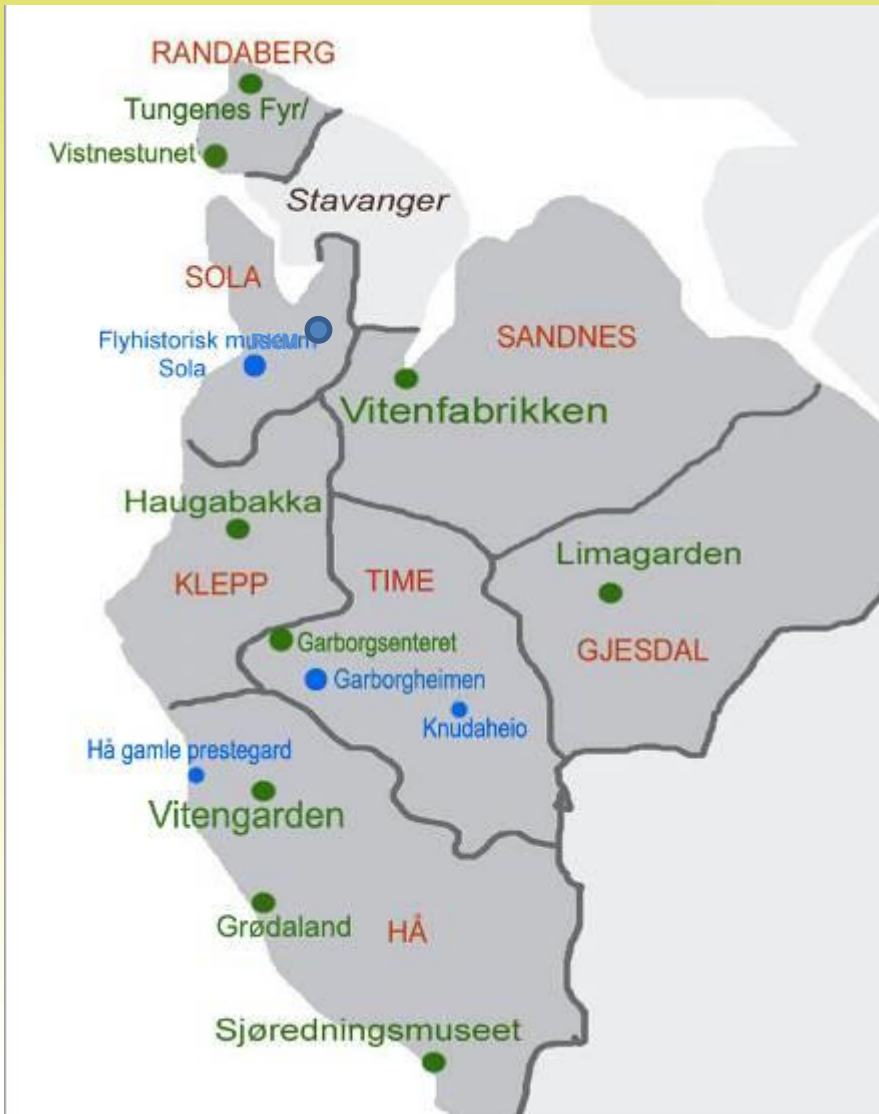 RANDABERG
Tungenes Fyr/
Vistnestunet
Stavanger
SOLA
SANDNES
Flyhistorisk museum
Sola
Vitenfabrikken
Haugabakka
Limagarden
KLEPP
TIME
Garborgsenteret
GJESDAL
Garborgheimen
Knudaheio
Hå gamle prestegard
Vitengarden
Grødaland
HÅ
Sjøredningsmuseet